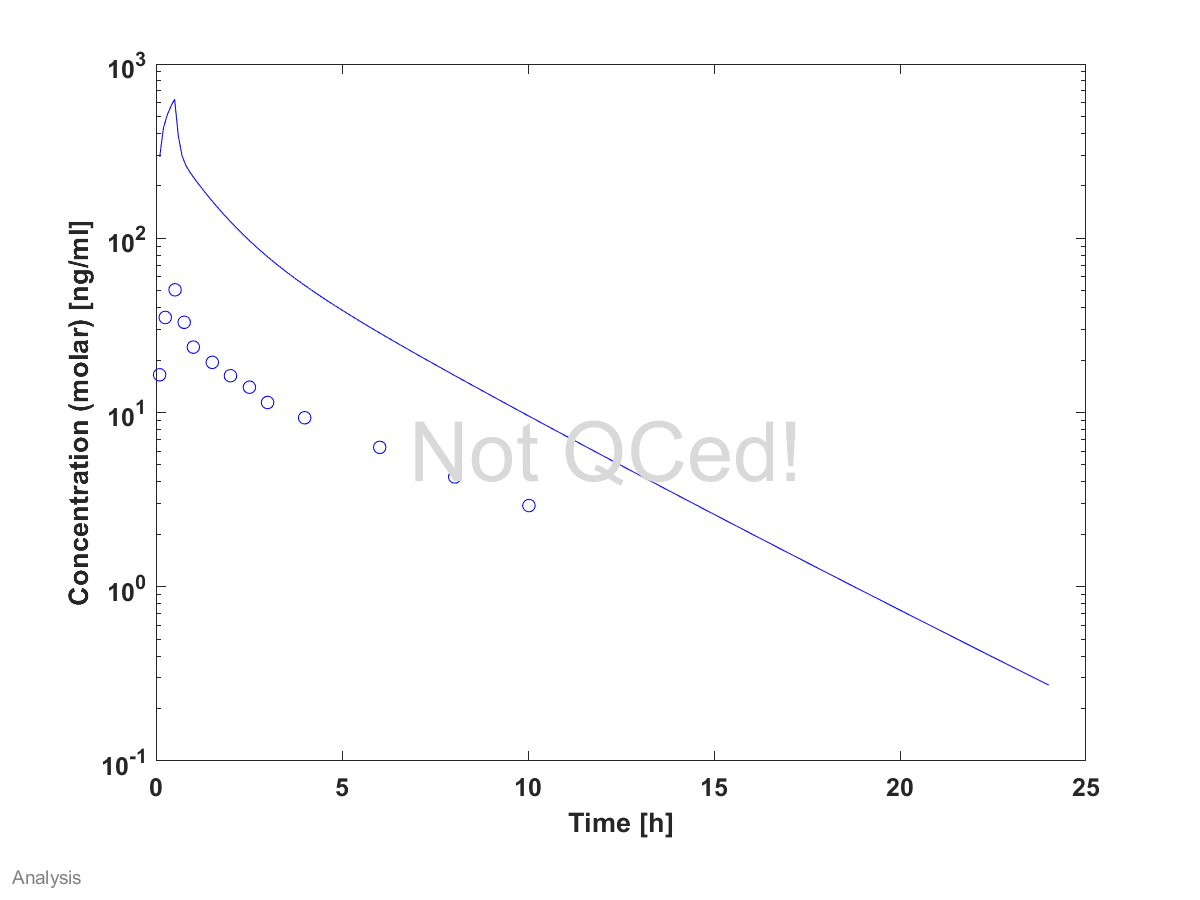 10^3
10^2
10^1
10^0
10^-1
Concentration (molar) [ng/ml]
Not QCed!
0 5 10 15 20 25
Time [h]
Analysis